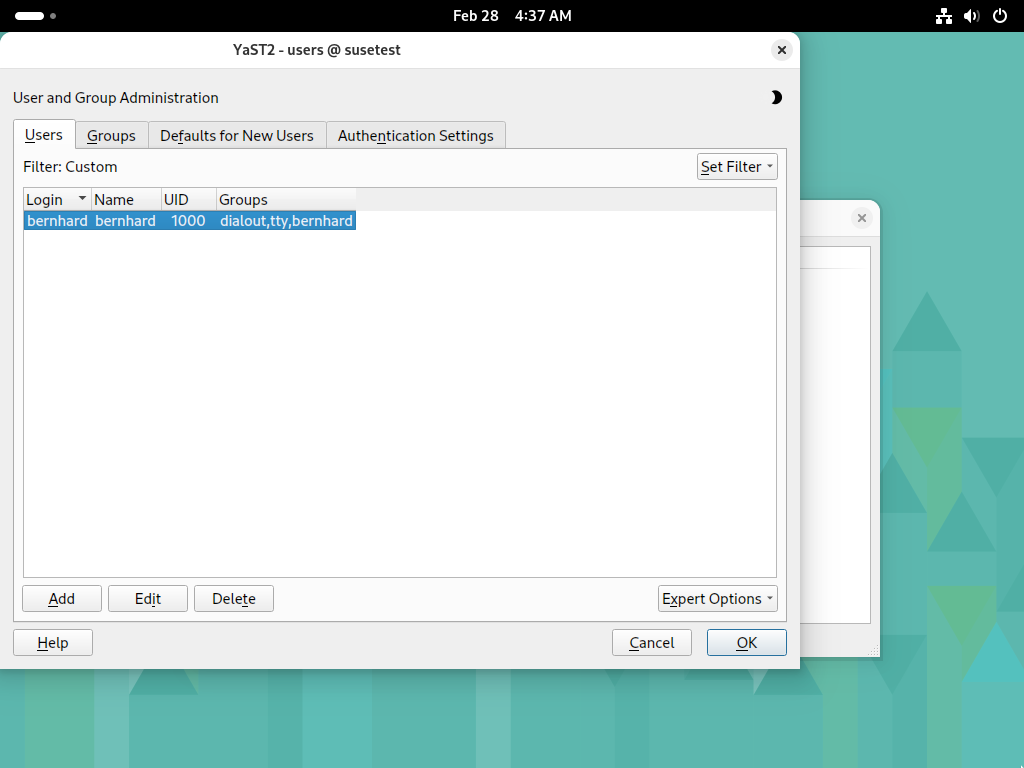 Feb 28 4:37 AM
YaST2 - users @ susetest
User and Group Administration
Users Groups Defaults for New Users Authentication Settings
Filter: Custom Set Filter
Login Name UID Groups
bernhard bernhard 1000 dialout,tty,bernhard
Add Edit Delete Expert Options
Help Cancel OK